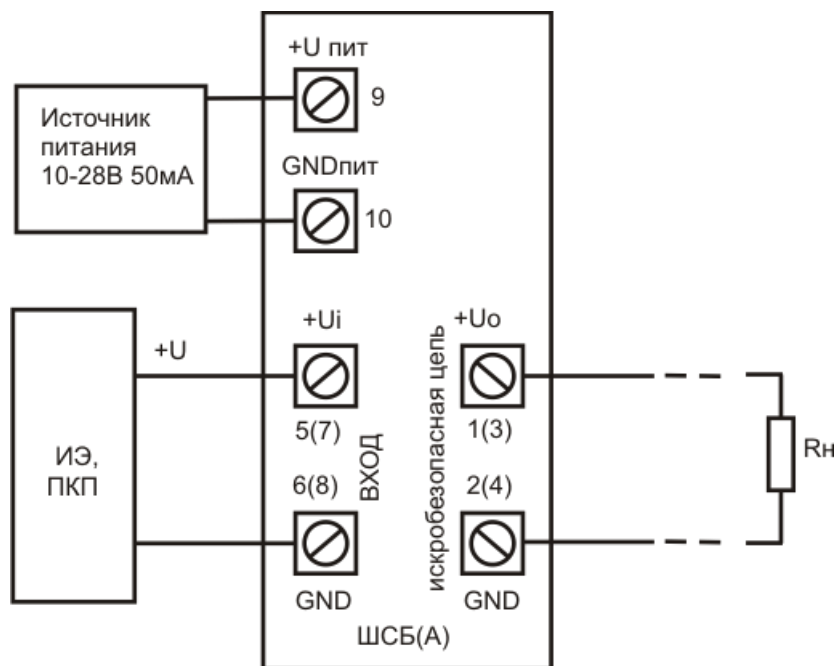 +U пит
9
Источник
питания
10-28В 50мА
GNDпит
10
+U
+Ui
+Uo
5(7)
1(3)
ИЭ,
ПКП
ВХОД
искробезопасная цепь
Rн
6(8)
2(4)
GND
GND
ШСБ(А)